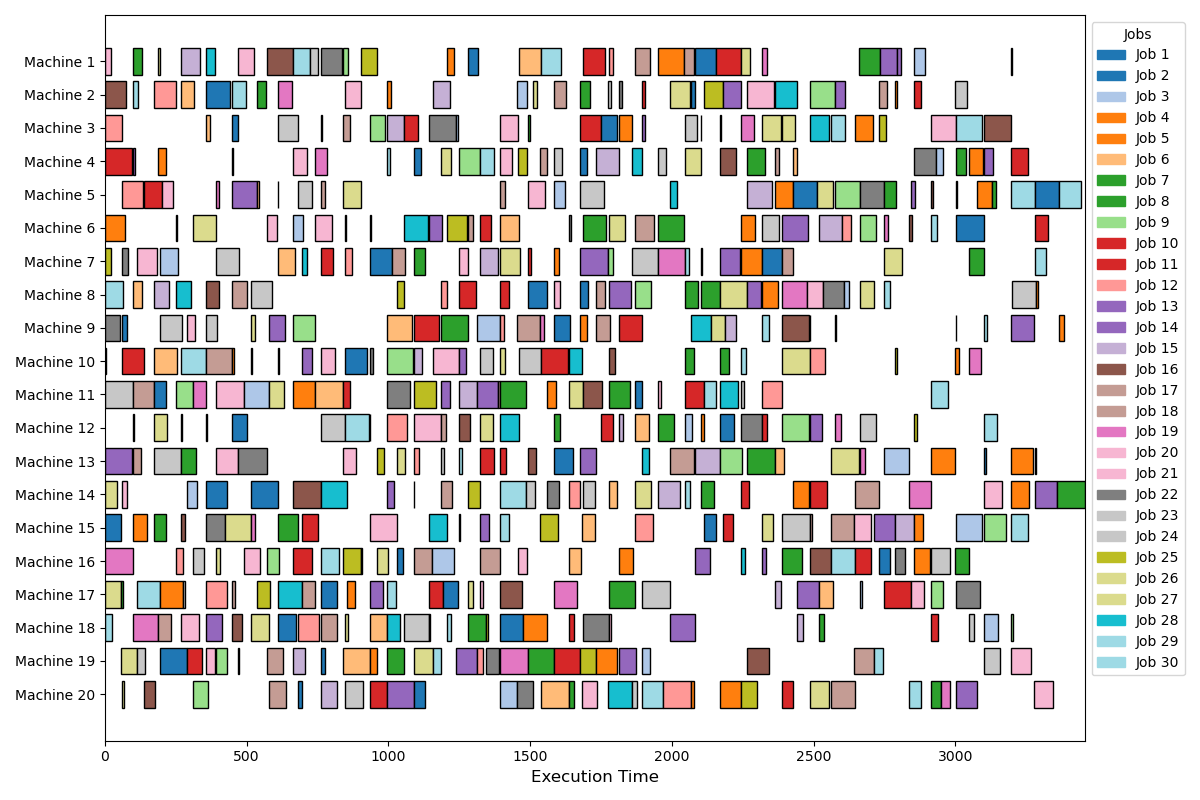 Machine 1
Machine 2
Machine 3
Machine 4
Machine 5
Machine 6
Machine 7
Machine 8
Machine 9
Machine 10
Machine 11
Machine 12
Machine 13
Machine 14
Machine 15
Machine 16
Machine 17
Machine 18
Machine 19
Machine 20
0 500 1000 1500 2000 2500 3000
Execution Time
Jobs
Job 1
Job 2
Job 3
Job 4
Job 5
Job 6
Job 7
Job 8
Job 9
Job 10
Job 11
Job 12
Job 13
Job 14
Job 15
Job 16
Job 17
Job 18
Job 19
Job 20
Job 21
Job 22
Job 23
Job 24
Job 25
Job 26
Job 27
Job 28
Job 29
Job 30